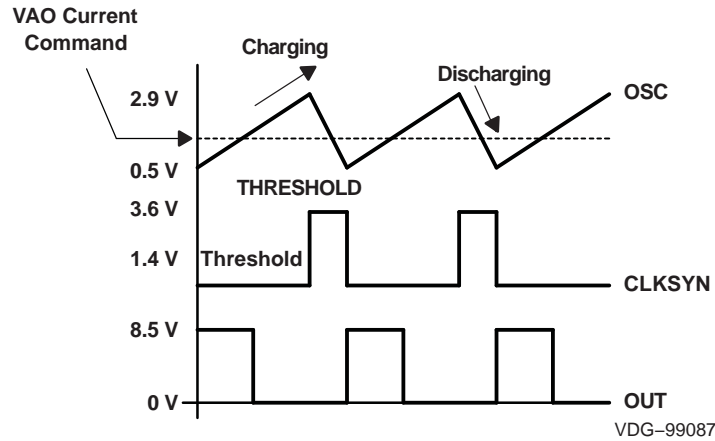 VAO Current
Command
Charging
Discharging
OSC
2.9 V
0.5 V
THRESHOLD
3.6 V
1.4 V
Threshold
CLKSYN
8.5 V
0 V
OUT
VDG–99087